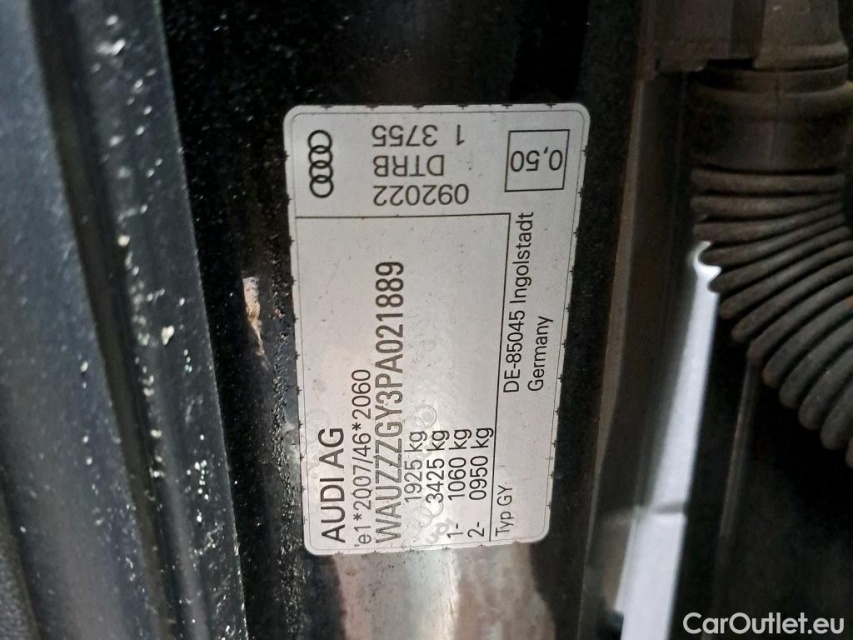 AUDI AG
e1*2007/46*2060
WAUZZZGY3PA021889
1925 kg
3425 kg
1- 1060 kg
2- 0950 kg
Typ GY
DE-85045 Ingolstadt
Germany
092022
DTRB
1 3755
0,50
CarOutlet.eu